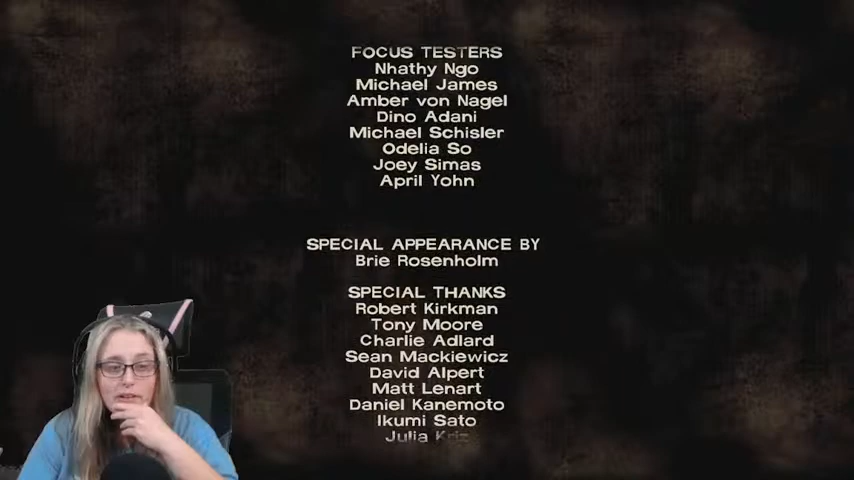 FOCUS TESTERS
Nhathy Ngo
Michael James
Amber von Nagel
Dino Adani
Michael Schisler
Odelia So
Joey Simas
April Yohn
SPECIAL APPEARANCE BY
Brie Rosenholm
SPECIAL THANKS
Robert Kirkman
Tony Moore
Charlie Adlard
Sean Mackiewicz
David Alpert
Matt Lenart
Daniel Kanemoto
Ikumi Sato
Julia